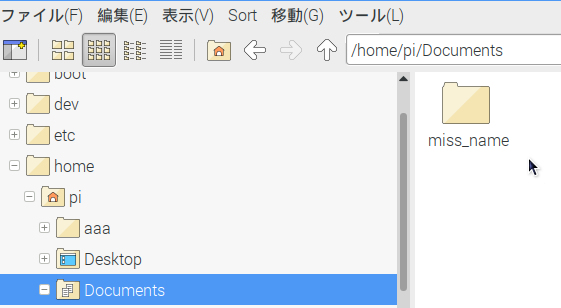 ファイル(F) 編集(E) 表示(V) Sort 移動(G) ツール(L)
/home/pi/Documents
boot
dev
etc
home
pi
aaa
Desktop
Documents
miss_name